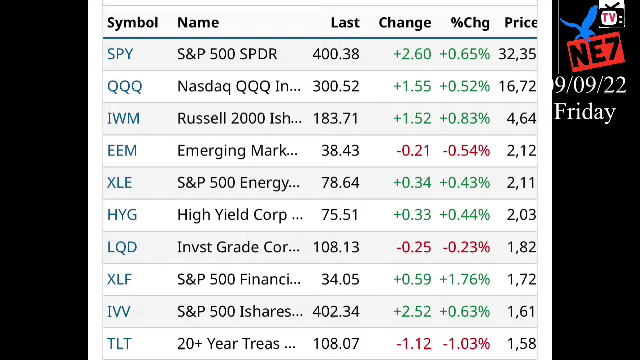 Symbol Name Last Change %Chg Price
SPY S&P 500 SPDR 400.38 +2.60 +0.65% 32,35
QQQ Nasdaq QQQ In... 300.52 +1.55 +0.52% 16,72
IWM Russell 2000 Ish... 183.71 +1.52 +0.83% 4,64
EEM Emerging Mark... 38.43 -0.21 -0.54% 2,12
XLE S&P 500 Energy... 78.64 +0.34 +0.43% 2,11
HYG High Yield Corp ... 75.51 +0.33 +0.44% 2,03
LQD Invst Grade Cor... 108.13 -0.25 -0.23% 1,82
XLF S&P 500 Financi... 34.05 +0.59 +1.76% 1,72
IVV S&P 500 Ishares... 402.34 +2.52 +0.63% 1,61
TLT 20+ Year Treas ... 108.07 -1.12 -1.03% 1,58
TV
NE7
09/09/22
Friday